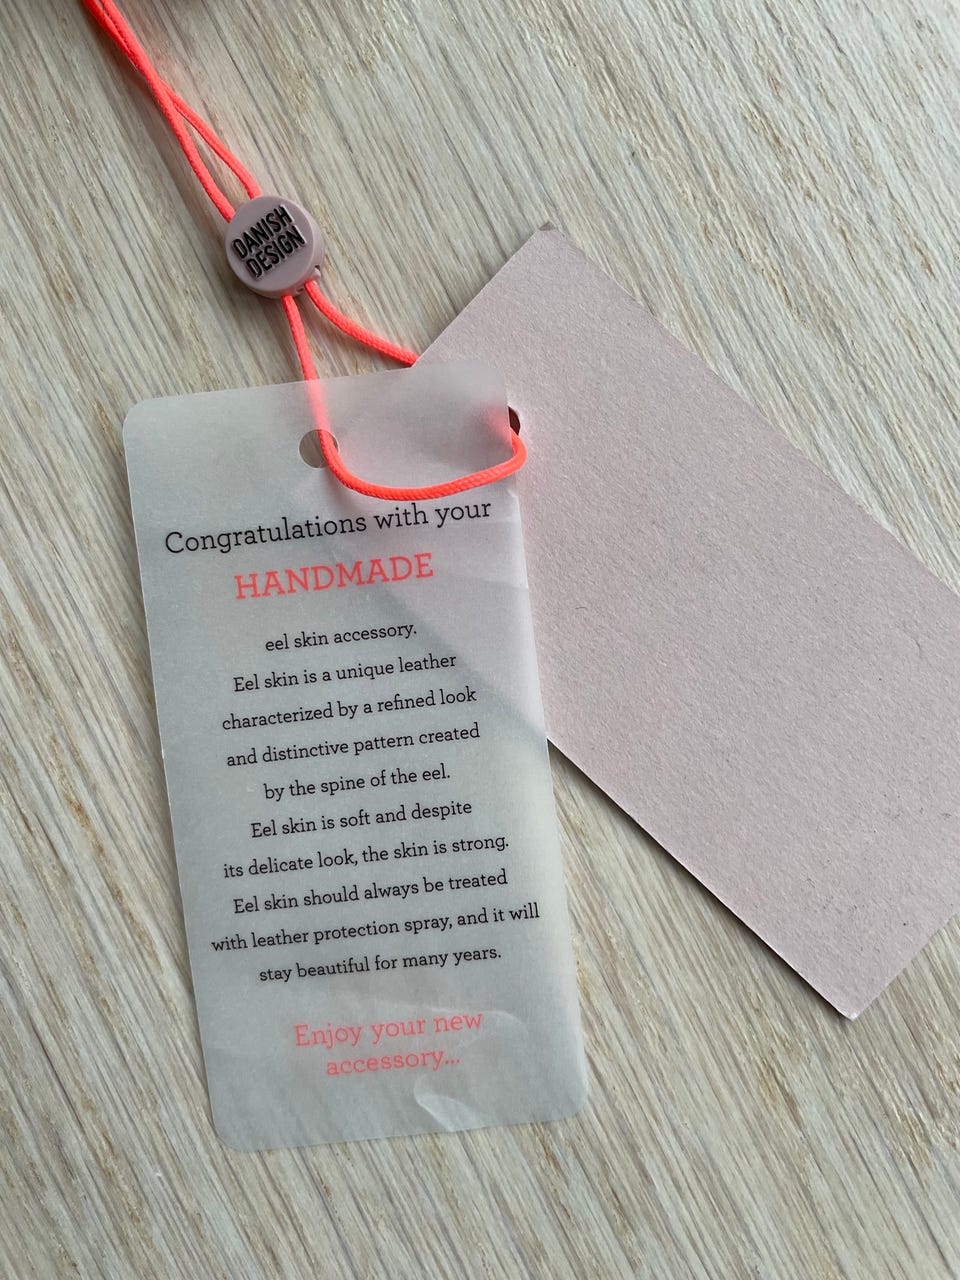 DANISH
DESIGN
Congratulations with your
HANDMADE
eel skin accessory.
Eel skin is a unique leather
characterized by a refined look
and distinctive pattern created
by the spine of the eel.
Eel skin is soft and despite
its delicate look, the skin is strong.
Eel skin should always be treated
with leather protection spray, and it will
stay beautiful for many years.
Enjoy your new
accessory...